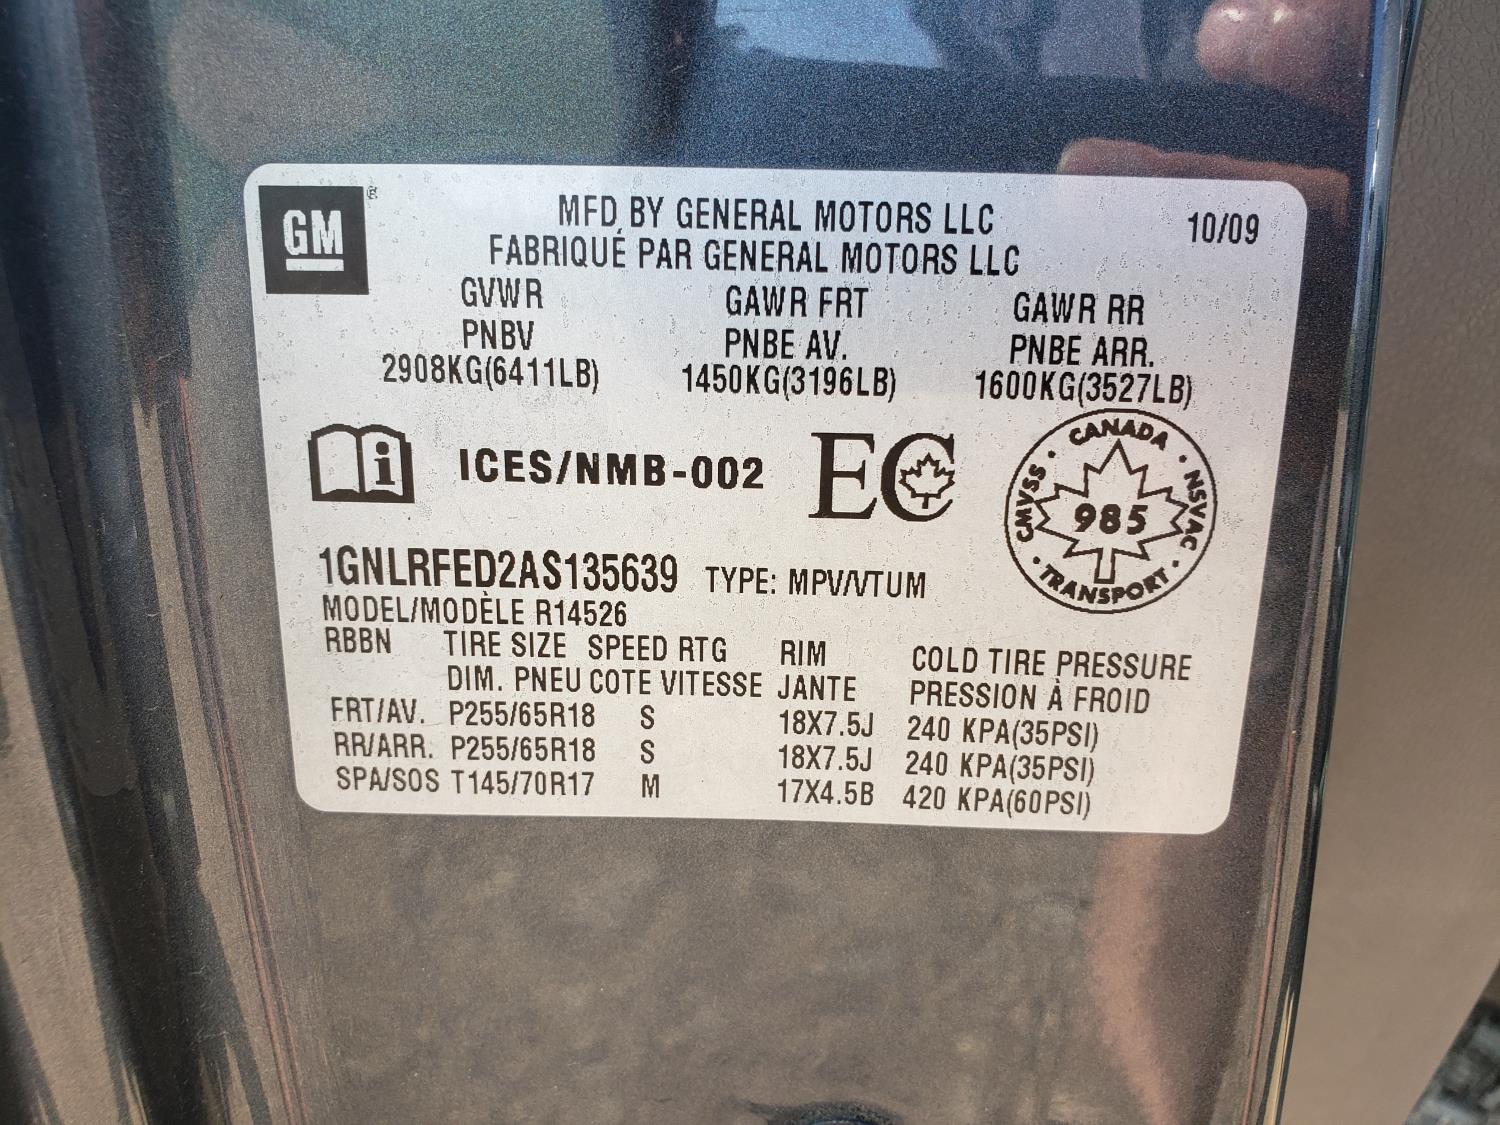 GM ®
MFD BY GENERAL MOTORS LLC 10/09
FABRIQUÉ PAR GENERAL MOTORS LLC
GVWR GAWR FRT GAWR RR
PNBV PNBE AV. PNBE ARR.
2908KG(6411LB) 1450KG(3196LB) 1600KG(3527LB)
i ICES/NMB-002 EC
CANADA · NSVAC · TRANSPORT · CMVSS ·
985
1GNLRFED2AS135639 TYPE: MPV/VTUM
MODEL/MODÈLE R14526
RBBN TIRE SIZE SPEED RTG RIM COLD TIRE PRESSURE
DIM. PNEU COTE VITESSE JANTE PRESSION À FROID
FRT/AV. P255/65R18 S 18X7.5J 240 KPA(35PSI)
RR/ARR. P255/65R18 S 18X7.5J 240 KPA(35PSI)
SPA/SOS T145/70R17 M 17X4.5B 420 KPA(60PSI)